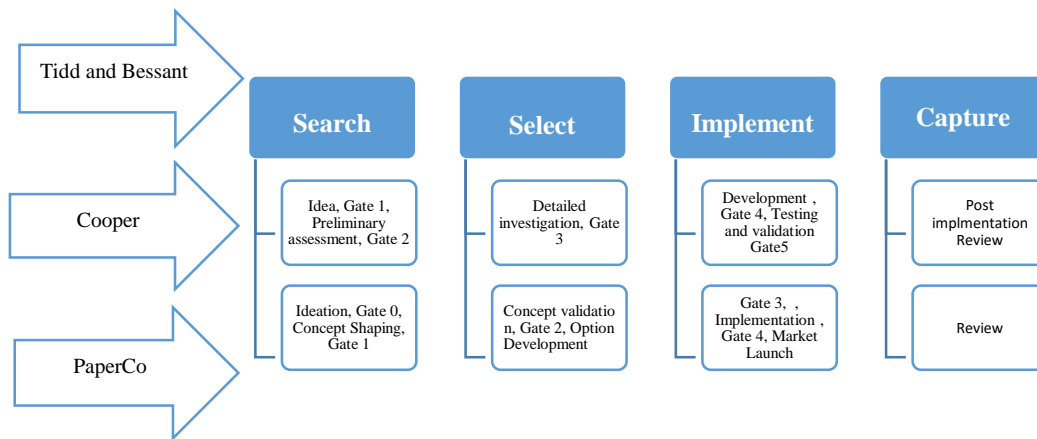 Tidd and Bessant
Search
Select
Implement
Capture
Cooper
Idea, Gate 1,
Preliminary
assessment, Gate 2
Detailed
investigation, Gate
3
Development ,
Gate 4, Testing
and validation
Gate5
Post
implmentation
Review
PaperCo
Ideation, Gate 0,
Concept Shaping,
Gate 1
Concept validatio
n, Gate 2, Option
Development
Gate 3, ,
Implementation ,
Gate 4, Market
Launch
Review